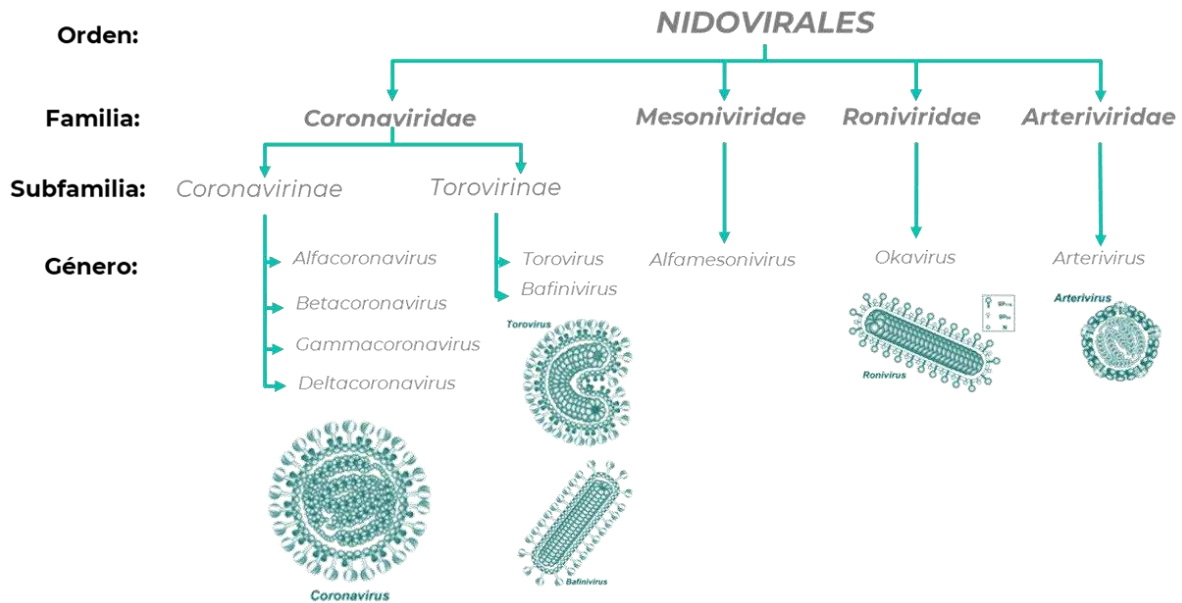 Orden:
NIDOVIRALES
Familia:
Coronaviridae
Mesoniviridae
Roniviridae
Arteriviridae
Subfamilia:
Coronavirinae
Torovirinae
Género:
Alfacoronavirus
Betacoronavirus
Gammacoronavirus
Deltacoronavirus
Torovirus
Bafinivirus
Alfamesonivirus
Okavirus
Arterivirus
Torovirus
Ronivirus
Arterivirus
Coronavirus
Bafinivirus